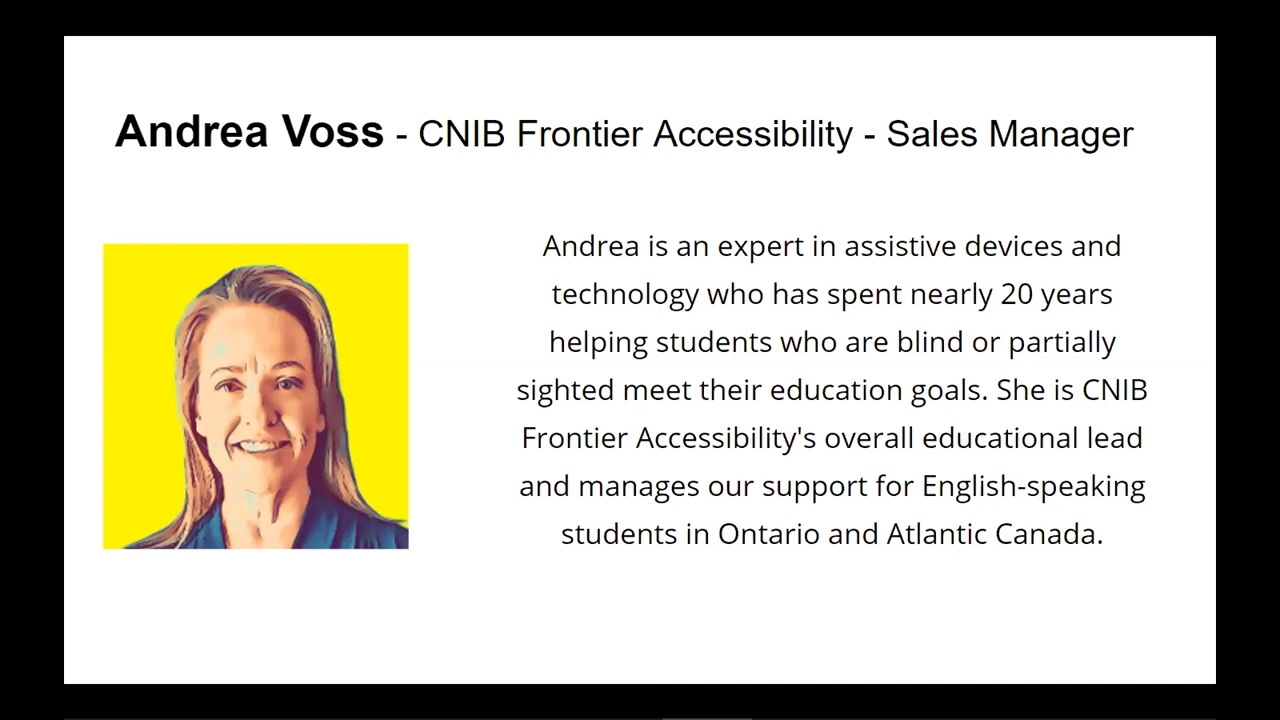 Andrea Voss - CNIB Frontier Accessibility - Sales Manager
Andrea is an expert in assistive devices and
technology who has spent nearly 20 years
helping students who are blind or partially
sighted meet their education goals. She is CNIB
Frontier Accessibility's overall educational lead
and manages our support for English-speaking
students in Ontario and Atlantic Canada.